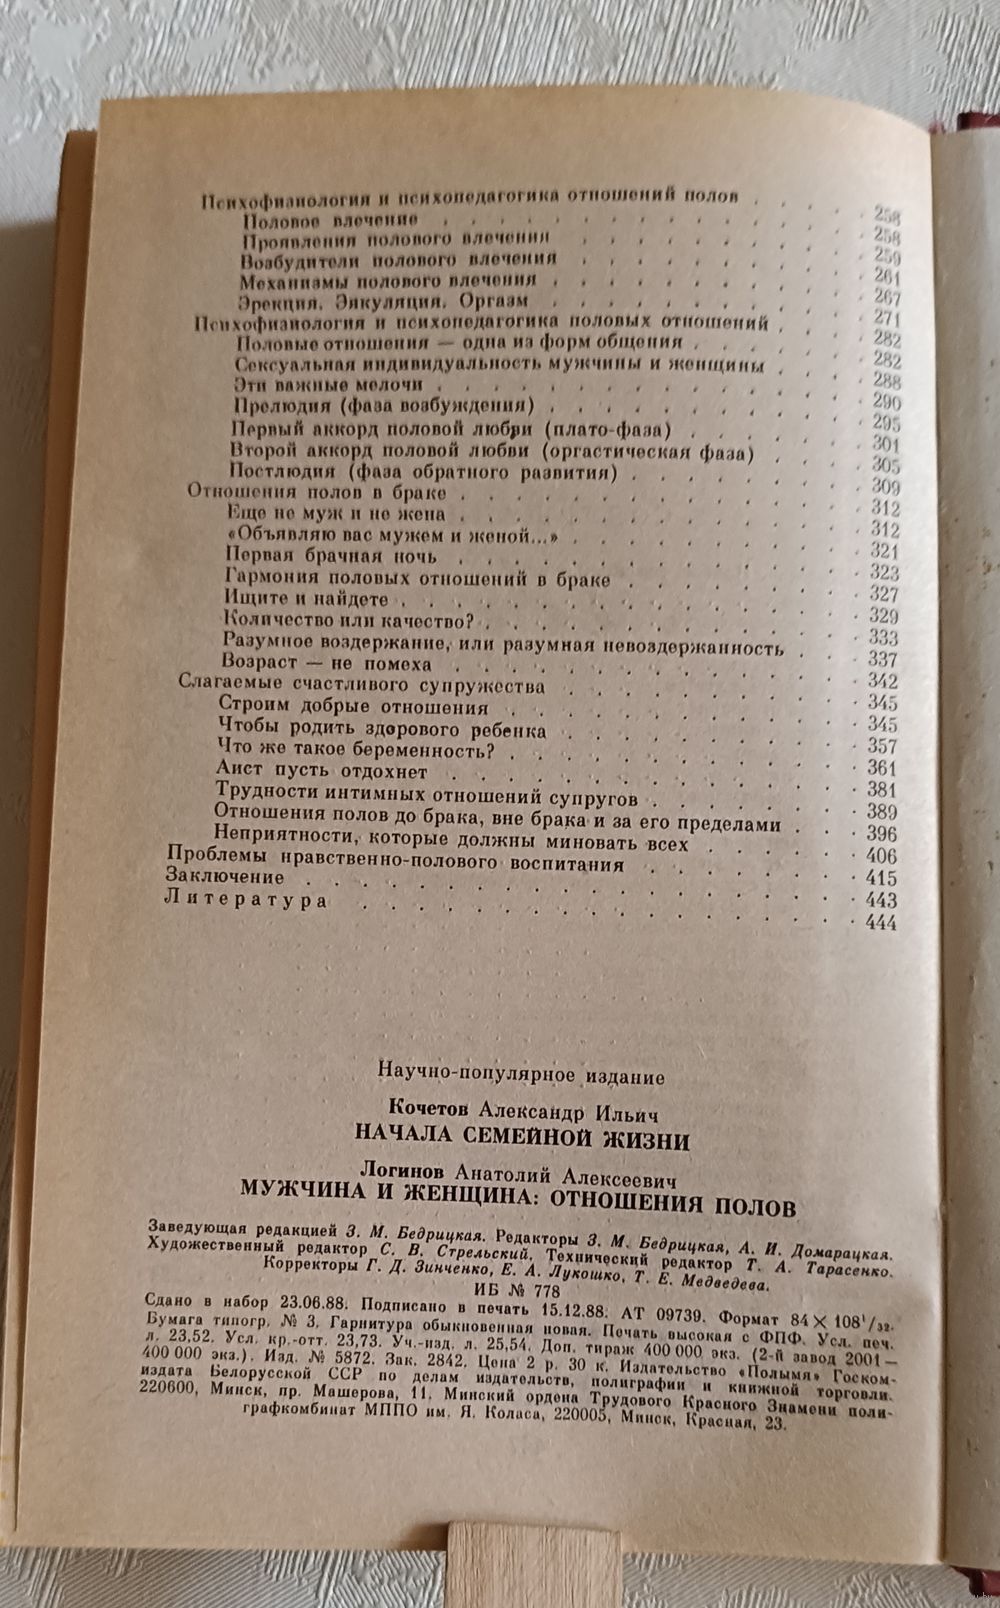 Психофизиология и психопедагогика отношений полов . . . 258
Половое влечение . . . 258
Проявления полового влечения . . . 259
Возбудители полового влечения . . . 261
Механизмы полового влечения . . . 267
Эрекция. Эякуляция. Оргазм . . . 271
Психофизиология и психопедагогика половых отношений . . . 282
Половые отношения — одна из форм общения . . . 282
Сексуальная индивидуальность мужчины и женщины . . . 288
Эти важные мелочи . . . 290
Прелюдия (фаза возбуждения) . . . 295
Первый аккорд половой любви (плато-фаза) . . . 301
Второй аккорд половой любви (оргастическая фаза) . . . 305
Постлюдия (фаза обратного развития) . . . 309
Отношения полов в браке . . . 312
Еще не муж и не жена . . . 312
«Объявляю вас мужем и женой...» . . . 321
Первая брачная ночь . . . 323
Гармония половых отношений в браке . . . 327
Ищите и найдете . . . 329
Количество или качество? . . . 333
Разумное воздержание, или разумная невоздержанность . . . 337
Возраст — не помеха . . . 342
Слагаемые счастливого супружества . . . 345
Строим добрые отношения . . . 345
Чтобы родить здорового ребенка . . . 357
Что же такое беременность? . . . 361
Аист пусть отдохнет . . . 381
Трудности интимных отношений супругов . . . 389
Отношения полов до брака, вне брака и за его пределами . . . 396
Неприятности, которые должны миновать всех . . . 406
Проблемы нравственно-полового воспитания . . . 415
Заключение . . . 443
Литература . . . 444
Научно-популярное издание
Кочетов Александр Ильич
НАЧАЛА СЕМЕЙНОЙ ЖИЗНИ
Логинов Анатолий Алексеевич
МУЖЧИНА И ЖЕНЩИНА: ОТНОШЕНИЯ ПОЛОВ
Заведующая редакцией З. М. Бедрицкая. Редакторы З. М. Бедрицкая, А. И. Домарацкая.
Художественный редактор С. В. Стрельский. Технический редактор Т. А. Тарасенко.
Корректоры Г. Д. Зинченко, Е. А. Лукошко, Т. Е. Медведева.
ИБ № 778
Сдано в набор 23.06.88. Подписано в печать 15.12.88. АТ 09739. Формат 84×108¹/₃₂.
Бумага типогр. № 3. Гарнитура обыкновенная новая. Печать высокая с ФПФ. Усл. печ.
л. 23,52. Усл. кр.-отт. 23,73. Уч.-изд. л. 25,54. Доп. тираж 400 000 экз. (2-й завод 2001—
400 000 экз.). Изд. № 5872. Зак. 2842. Цена 2 р. 30 к. Издательство «Полымя» Госком-
издата Белорусской ССР по делам издательств, полиграфии и книжной торговли.
220600, Минск, пр. Машерова, 11. Минский ордена Трудового Красного Знамени поли-
графкомбинат МППО им. Я. Коласа, 220005, Минск, Красная, 23.